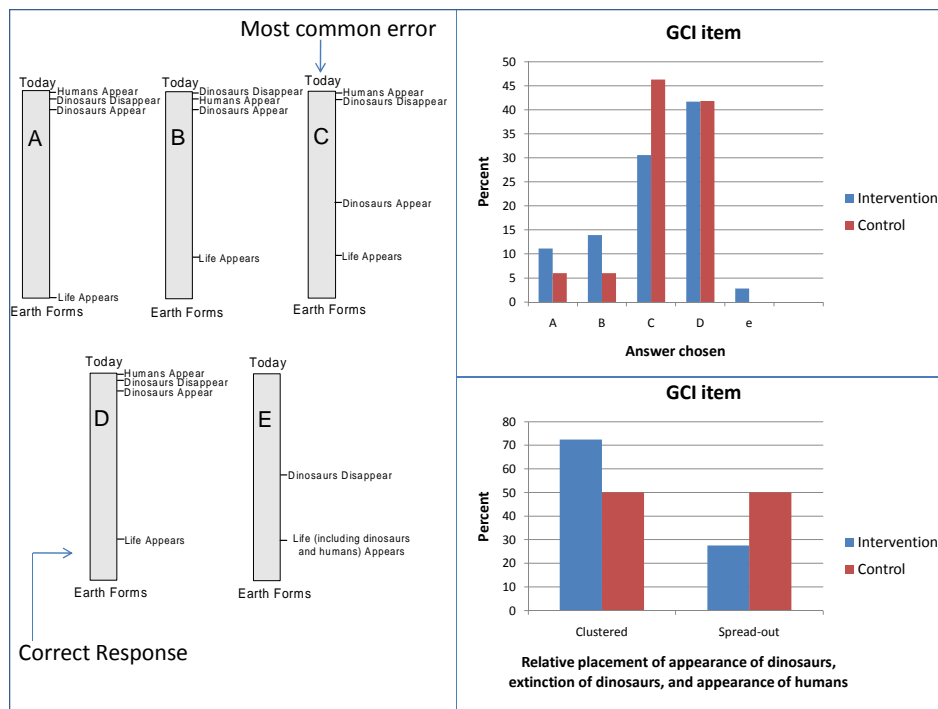 Most common error
Today
Humans Appear
Dinosaurs Disappear
Dinosaurs Appear
A
Life Appears
Earth Forms
Today
Dinosaurs Disappear
Humans Appear
Dinosaurs Appear
B
Life Appears
Earth Forms
Today
Humans Appear
Dinosaurs Disappear
C
Dinosaurs Appear
Life Appears
Earth Forms
Today
Humans Appear
Dinosaurs Disappear
Dinosaurs Appear
D
Life Appears
Earth Forms
Today
E
Dinosaurs Disappear
Life (including dinosaurs
and humans) Appears
Earth Forms
Correct Response
GCI item
50
45
40
35
30
25
20
15
10
5
0
Percent
A B C D e
Answer chosen
Intervention
Control
GCI item
80
70
60
50
40
30
20
10
0
Percent
Clustered Spread-out
Relative placement of appearance of dinosaurs,
extinction of dinosaurs, and appearance of humans
Intervention
Control